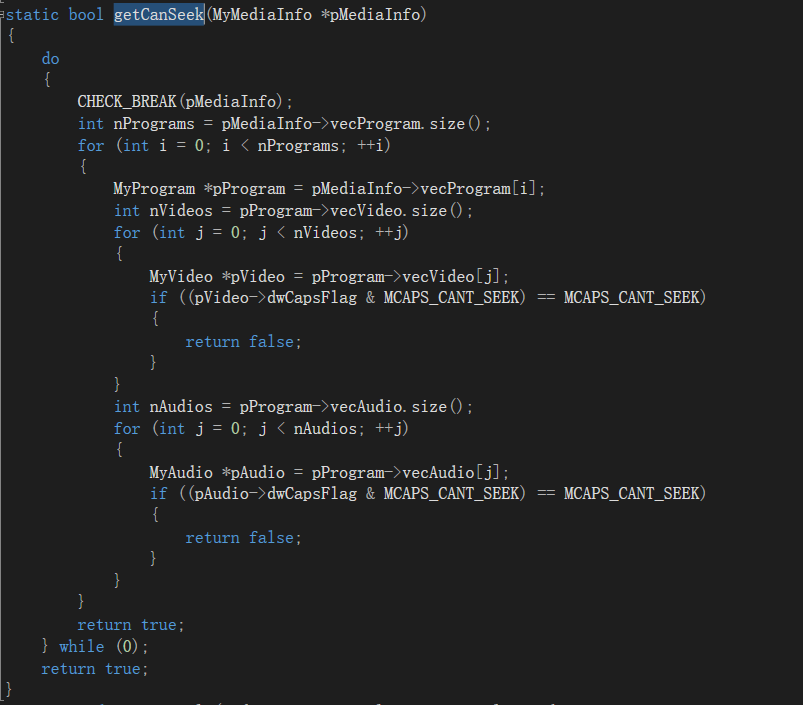 static bool getCanSeek(MyMediaInfo *pMediaInfo)
{
    do
    {
        CHECK_BREAK(pMediaInfo);
        int nPrograms = pMediaInfo->vecProgram.size();
        for (int i = 0; i < nPrograms; ++i)
        {
            MyProgram *pProgram = pMediaInfo->vecProgram[i];
            int nVideos = pProgram->vecVideo.size();
            for (int j = 0; j < nVideos; ++j)
            {
                MyVideo *pVideo = pProgram->vecVideo[j];
                if ((pVideo->dwCapsFlag & MCAPS_CANT_SEEK) == MCAPS_CANT_SEEK)
                {
                    return false;
                }
            }
            int nAudios = pProgram->vecAudio.size();
            for (int j = 0; j < nAudios; ++j)
            {
                MyAudio *pAudio = pProgram->vecAudio[j];
                if ((pAudio->dwCapsFlag & MCAPS_CANT_SEEK) == MCAPS_CANT_SEEK)
                {
                    return false;
                }
            }
        }
        return true;
    } while (0);
    return true;
}